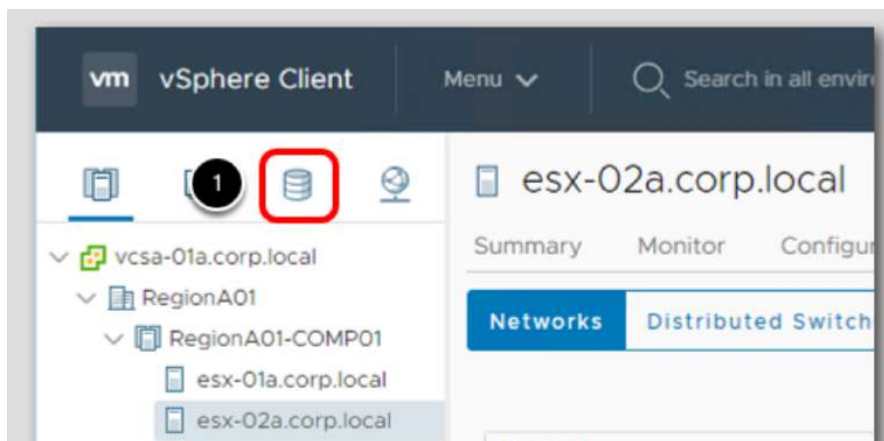 vm vSphere Client Menu Search in all envir
1
esx-02a.corp.local
Summary Monitor Configur
vcsa-01a.corp.local
RegionA01
Networks Distributed Switch
RegionA01-COMP01
esx-01a.corp.local
esx-02a.corp.local